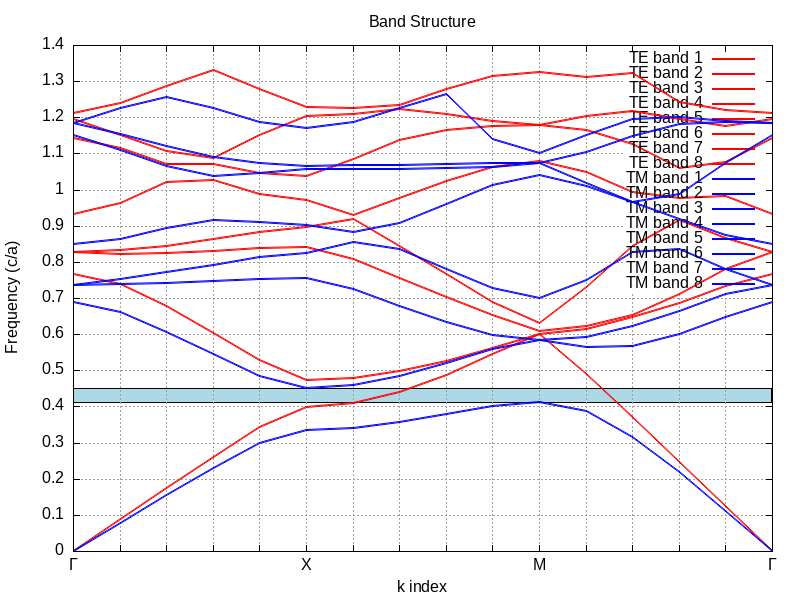 Band Structure
1.4
1.3
1.2
1.1
1
0.9
0.8
0.7
0.6
0.5
0.4
0.3
0.2
0.1
0
Frequency (c/a)
TE band 1
TE band 2
TE band 3
TE band 4
TE band 5
TE band 6
TE band 7
TE band 8
TM band 1
TM band 2
TM band 3
TM band 4
TM band 5
TM band 6
TM band 7
TM band 8
Γ X M Γ
k index